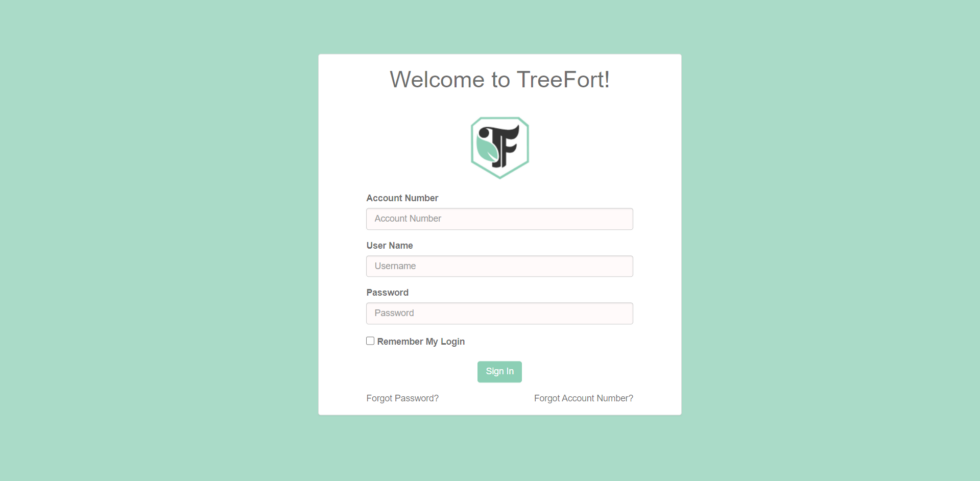 Welcome to TreeFort!
TF
Account Number
Account Number
User Name
Username
Password
Password
Remember My Login
Sign In
Forgot Password? Forgot Account Number?